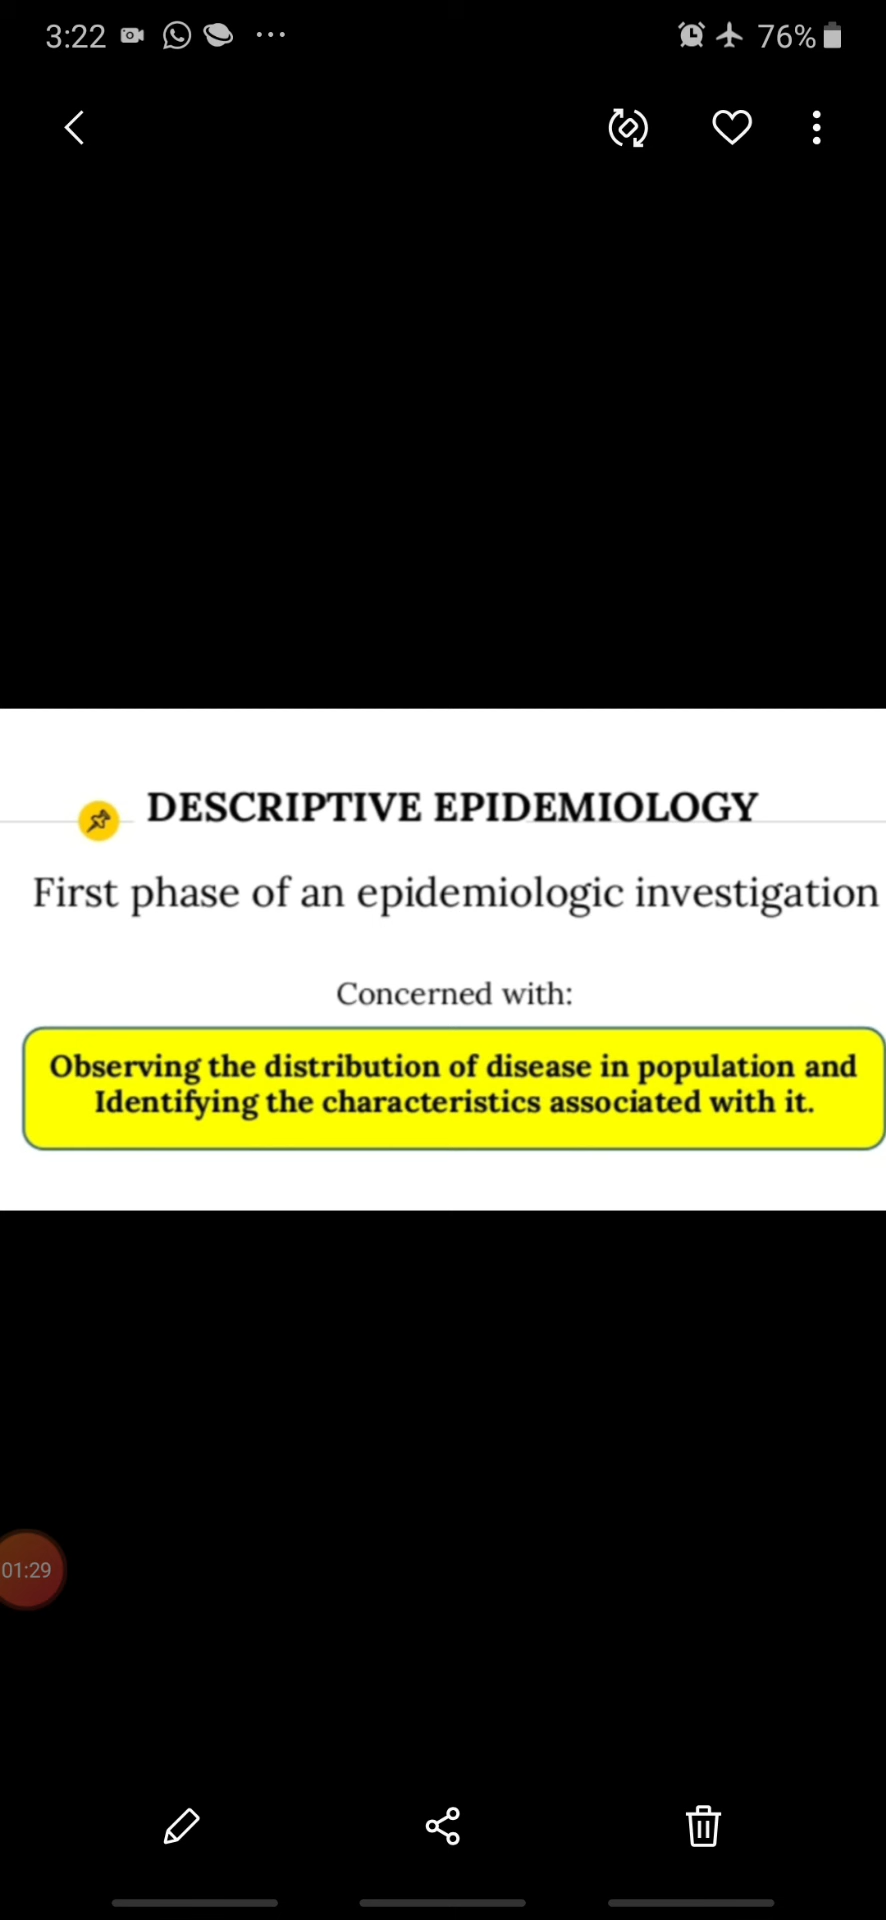 3:22
76%
DESCRIPTIVE EPIDEMIOLOGY
First phase of an epidemiologic investigation
Concerned with:
Observing the distribution of disease in population and
Identifying the characteristics associated with it.
01:29